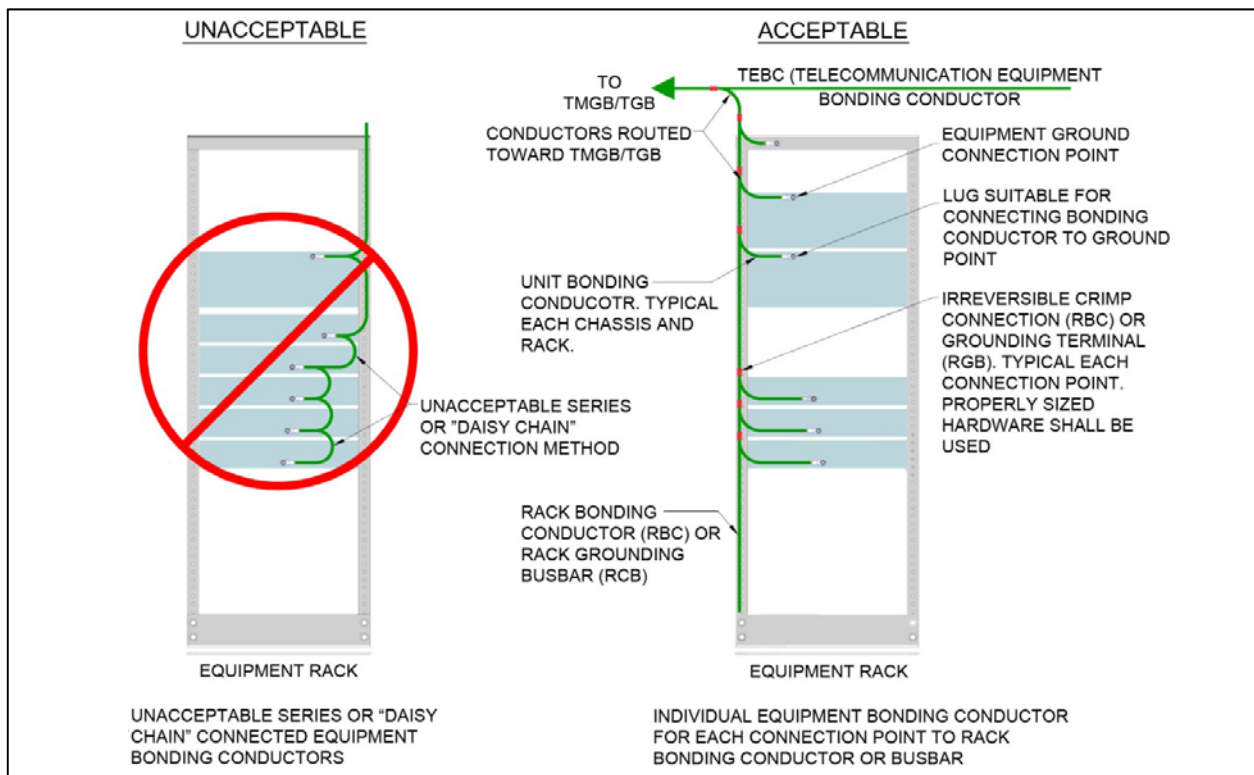 UNACCEPTABLE
ACCEPTABLE
TO
TMGB/TGB
TEBC (TELECOMMUNICATION EQUIPMENT
BONDING CONDUCTOR
CONDUCTORS ROUTED
TOWARD TMGB/TGB
EQUIPMENT GROUND
CONNECTION POINT
LUG SUITABLE FOR
CONNECTING BONDING
CONDUCTOR TO GROUND
POINT
UNIT BONDING
CONDUCOTR. TYPICAL
EACH CHASSIS AND
RACK.
IRREVERSIBLE CRIMP
CONNECTION (RBC) OR
GROUNDING TERMINAL
(RGB). TYPICAL EACH
CONNECTION POINT.
PROPERLY SIZED
HARDWARE SHALL BE
USED
UNACCEPTABLE SERIES
OR "DAISY CHAIN"
CONNECTION METHOD
RACK BONDING
CONDUCTOR (RBC) OR
RACK GROUNDING
BUSBAR (RCB)
EQUIPMENT RACK
EQUIPMENT RACK
UNACCEPTABLE SERIES OR “DAISY
CHAIN” CONNECTED EQUIPMENT
BONDING CONDUCTORS
INDIVIDUAL EQUIPMENT BONDING CONDUCTOR
FOR EACH CONNECTION POINT TO RACK
BONDING CONDUCTOR OR BUSBAR